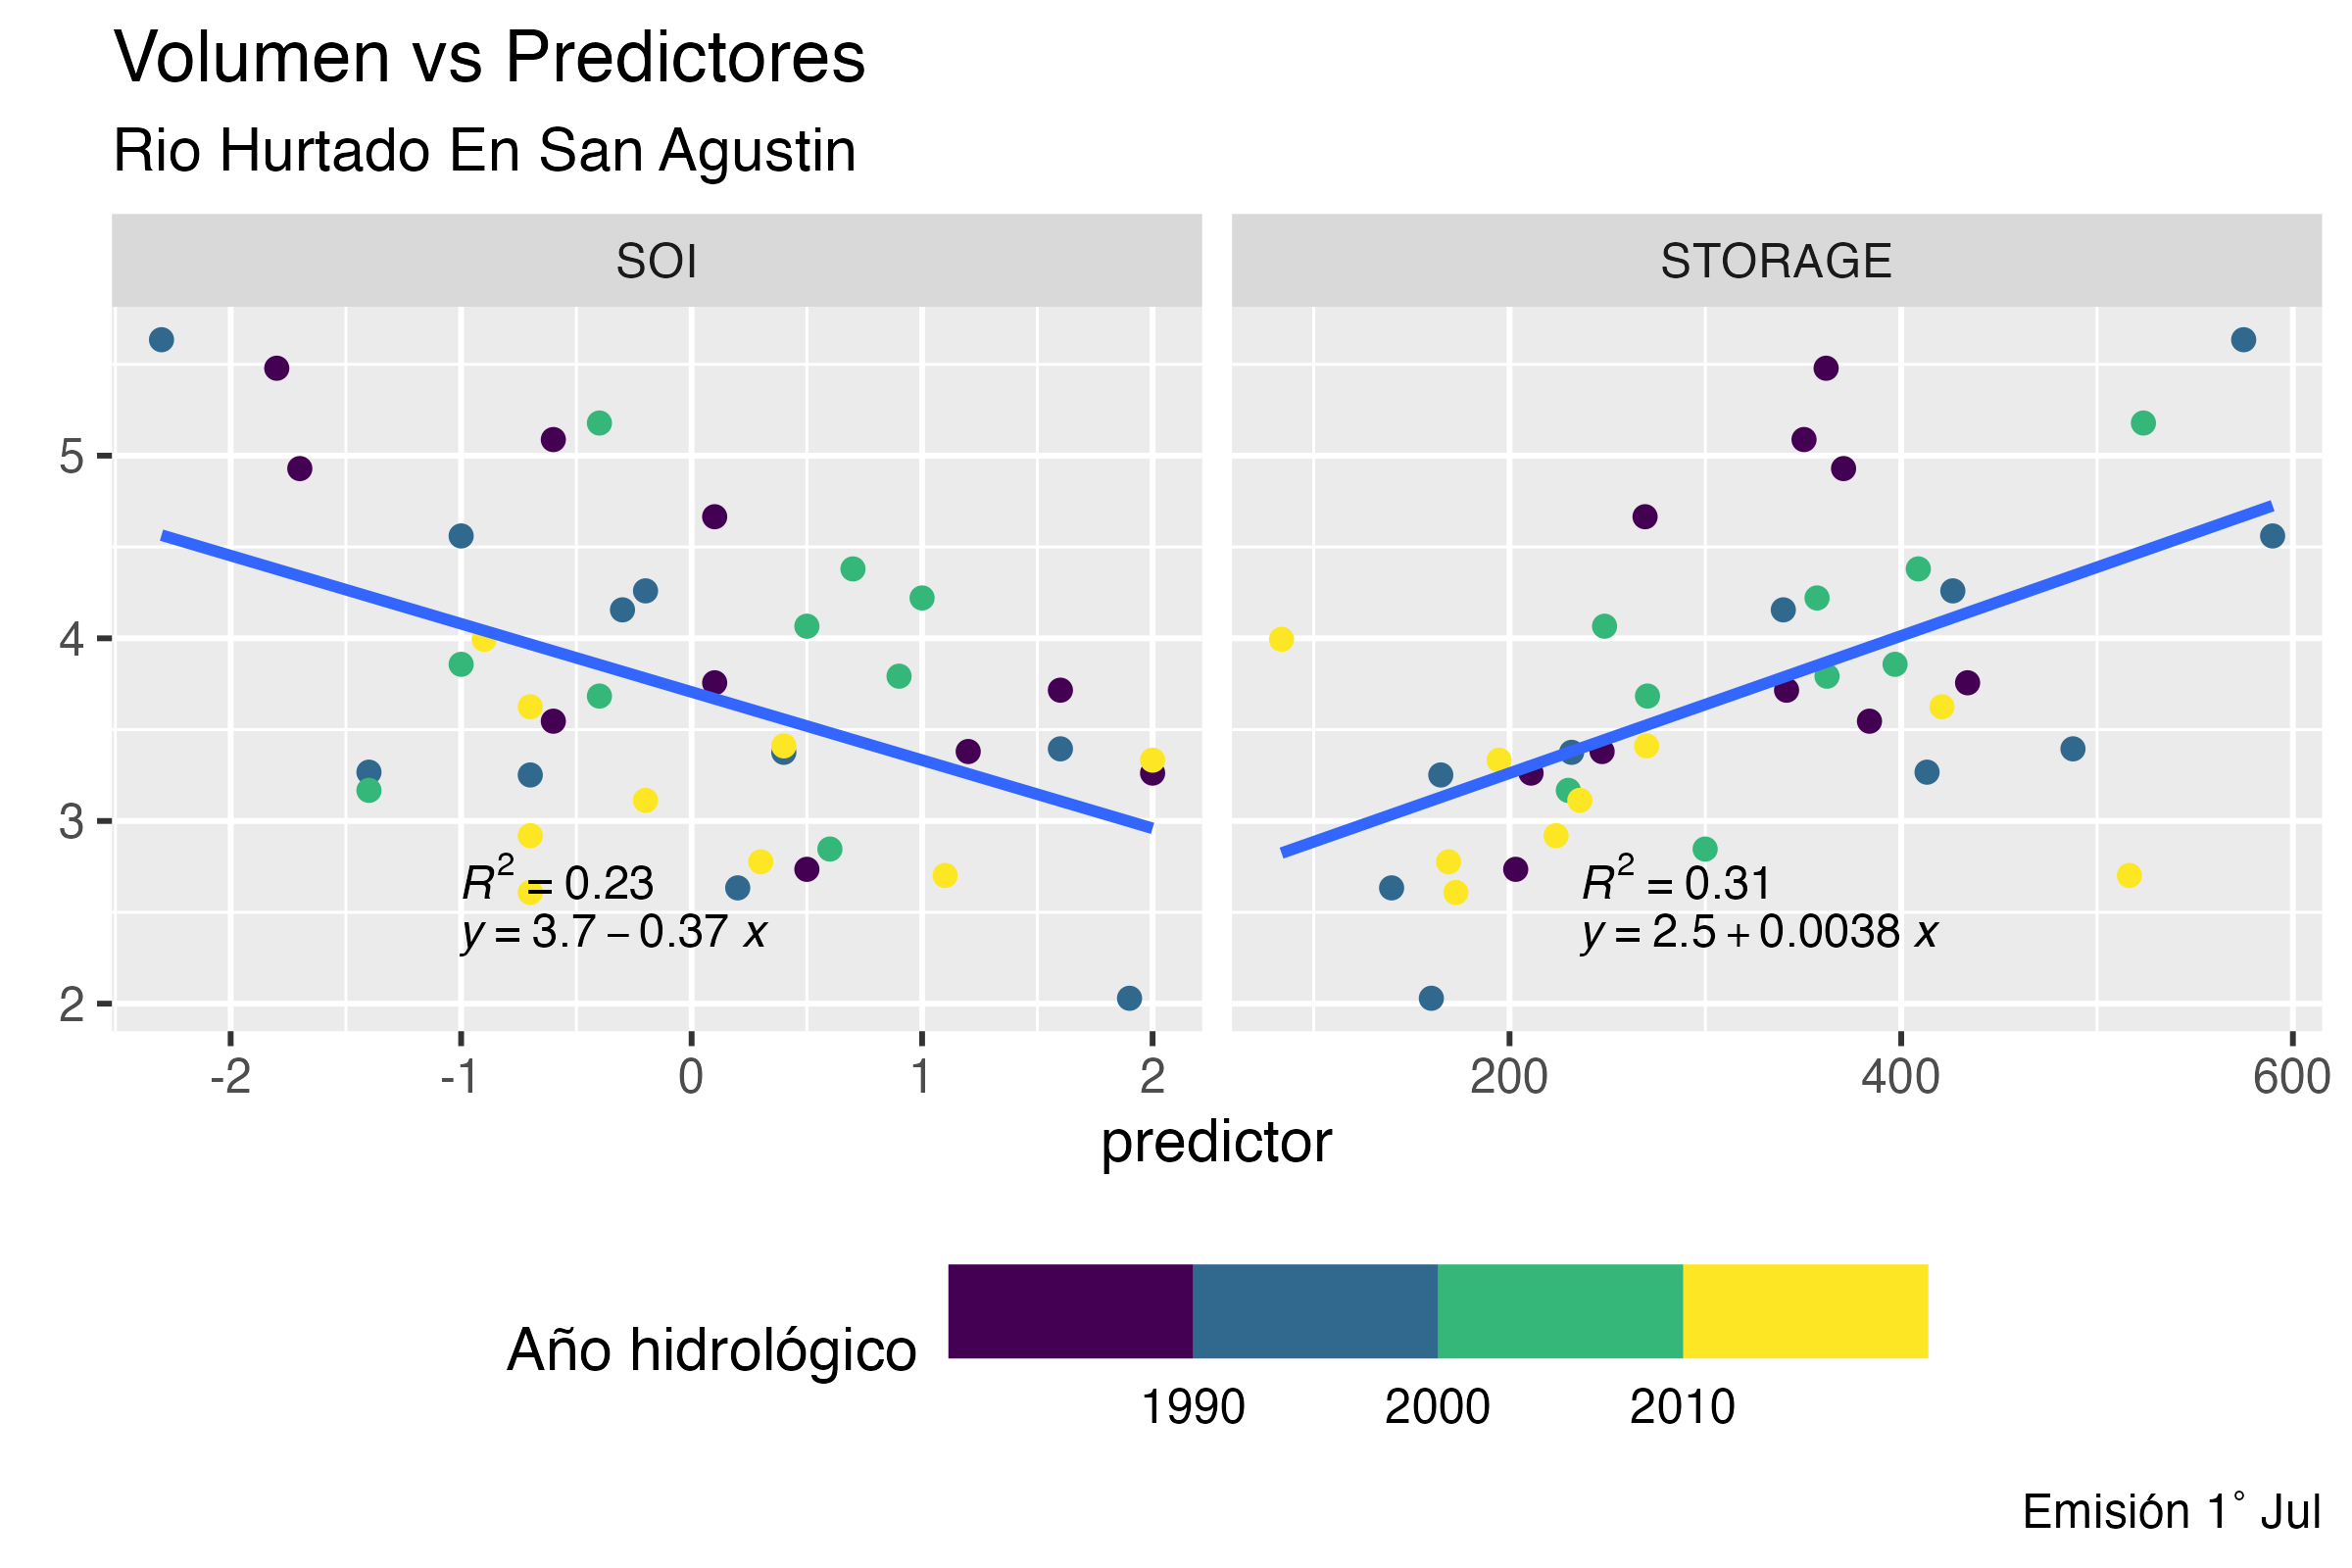 Volumen vs Predictores
Rio Hurtado En San Agustin
SOI STORAGE
5
4
3
2
R² = 0.23
y = 3.7 − 0.37 x
R² = 0.31
y = 2.5 + 0.0038 x
-2 -1 0 1 2 200 400 600
predictor
Año hidrológico
1990 2000 2010
Emisión 1° Jul